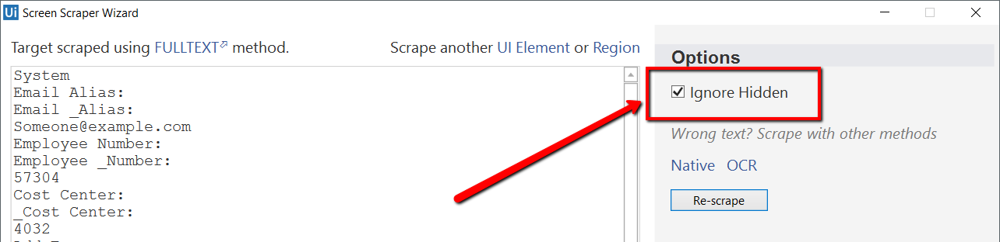 Ui Screen Scraper Wizard
Target scraped using FULLTEXT method.
Scrape another UI Element or Region
System
Email Alias:
Email _Alias:
Someone@example.com
Employee Number:
Employee _Number:
57304
Cost Center:
_Cost Center:
4032
Options
Ignore Hidden
Wrong text? Scrape with other methods
Native OCR
Re-scrape